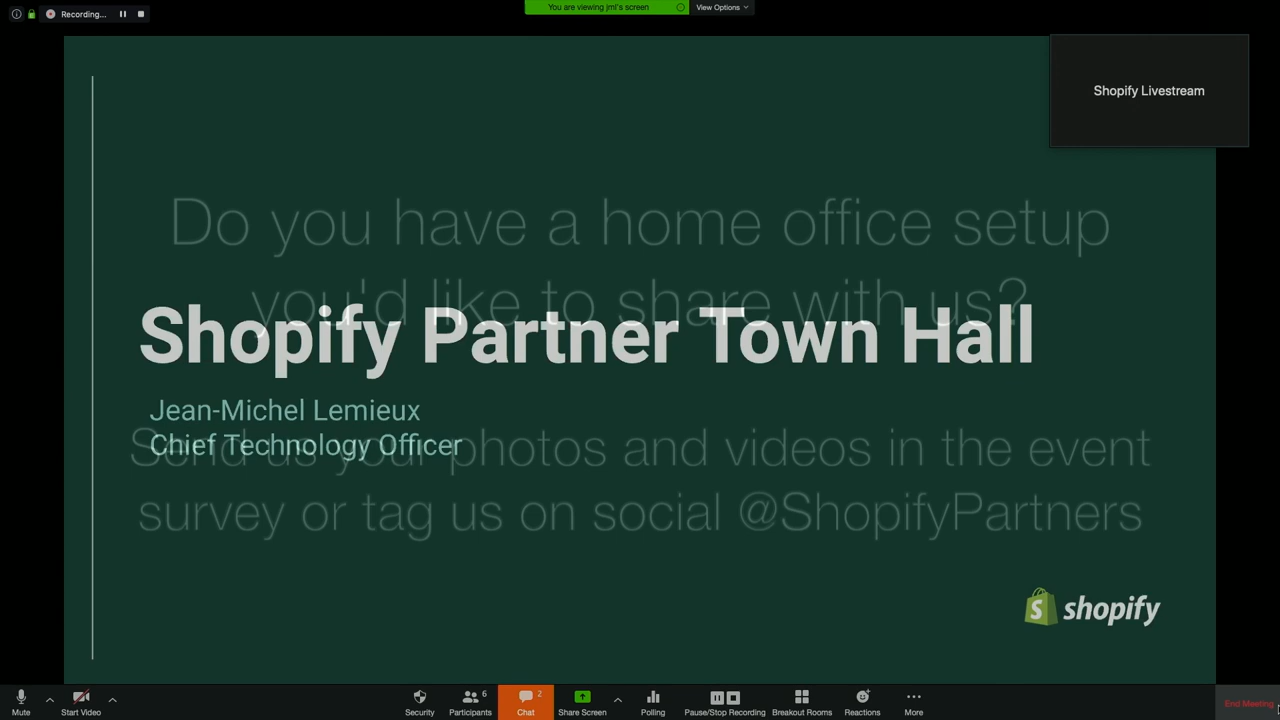 Recording...
You are viewing jml's screen
View Options
Shopify Livestream
Do you have a home office setup
you'd like to share with us?
Shopify Partner Town Hall
Jean-Michel Lemieux
Chief Technology Officer
Send us your photos and videos in the event
survey or tag us on social @ShopifyPartners
shopify
Mute
Start Video
Security
6
Participants
2
Chat
Share Screen
Polling
Pause/Stop Recording
Breakout Rooms
Reactions
More
End Meeting